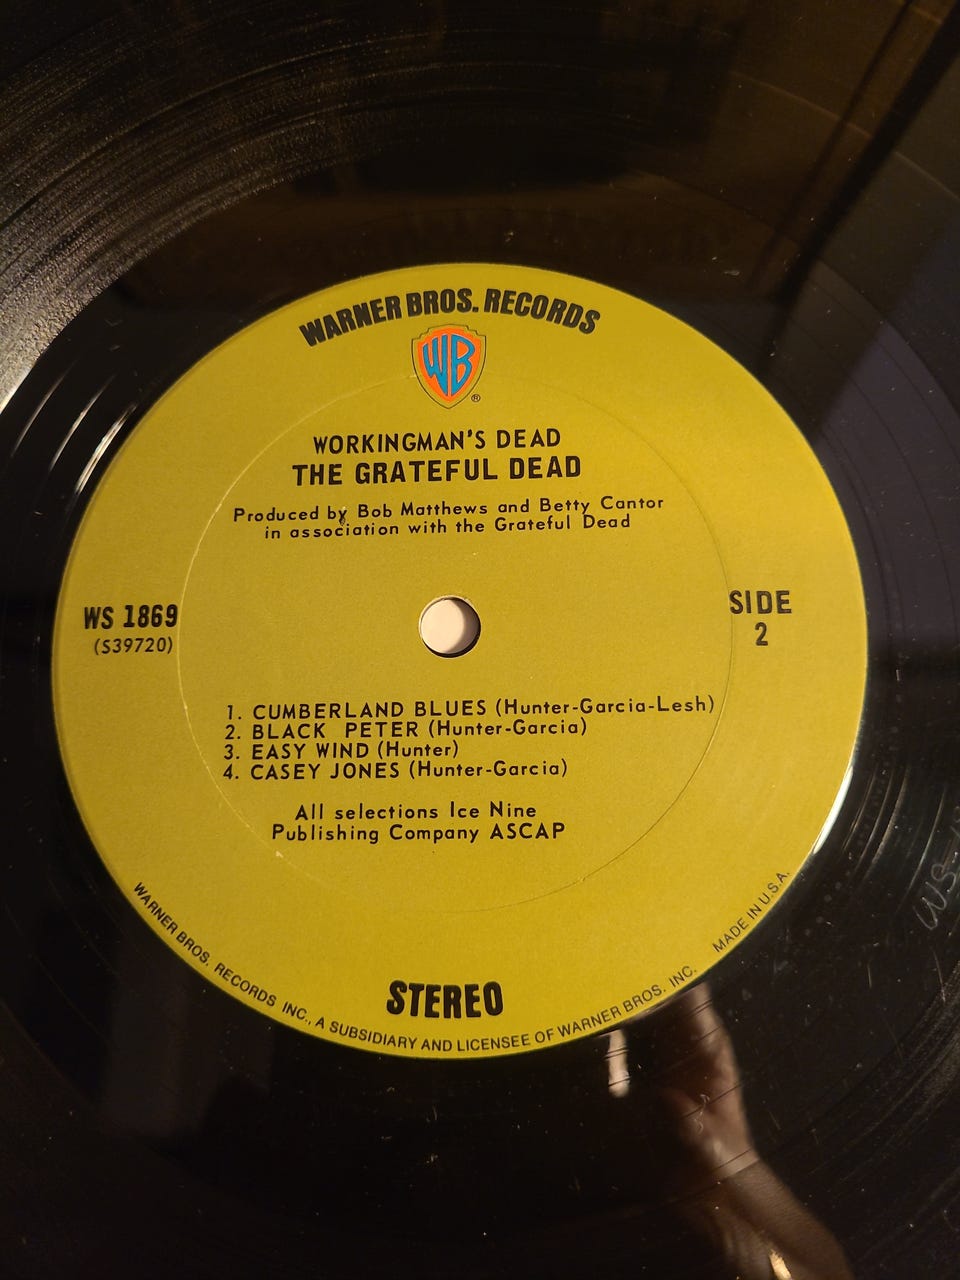 WARNER BROS. RECORDS
WB
®
WORKINGMAN'S DEAD
THE GRATEFUL DEAD
Produced by Bob Matthews and Betty Cantor
in association with the Grateful Dead
WS 1869
(S39720)
SIDE
2
1. CUMBERLAND BLUES (Hunter-Garcia-Lesh)
2. BLACK PETER (Hunter-Garcia)
3. EASY WIND (Hunter)
4. CASEY JONES (Hunter-Garcia)
All selections Ice Nine
Publishing Company ASCAP
STEREO
WARNER BROS. RECORDS INC., A SUBSIDIARY AND LICENSEE OF WARNER BROS. INC. MADE IN U.S.A.
WS